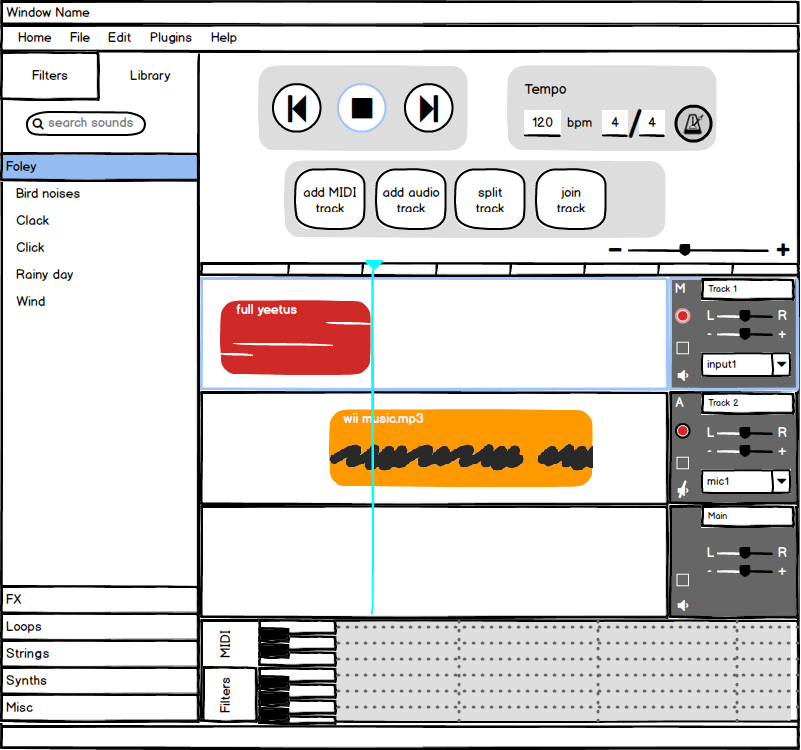 Window Name
Home File Edit Plugins Help
Filters Library
search sounds
Foley
Bird noises
Clack
Click
Rainy day
Wind
FX
Loops
Strings
Synths
Misc
Tempo
120 bpm 4 / 4
add MIDI
track
add audio
track
split
track
join
track
full yeetus
M Track 1
L R
- +
input1
wii music.mp3
A Track 2
L R
- +
mic1
Main
L R
- +
MIDI
Filters